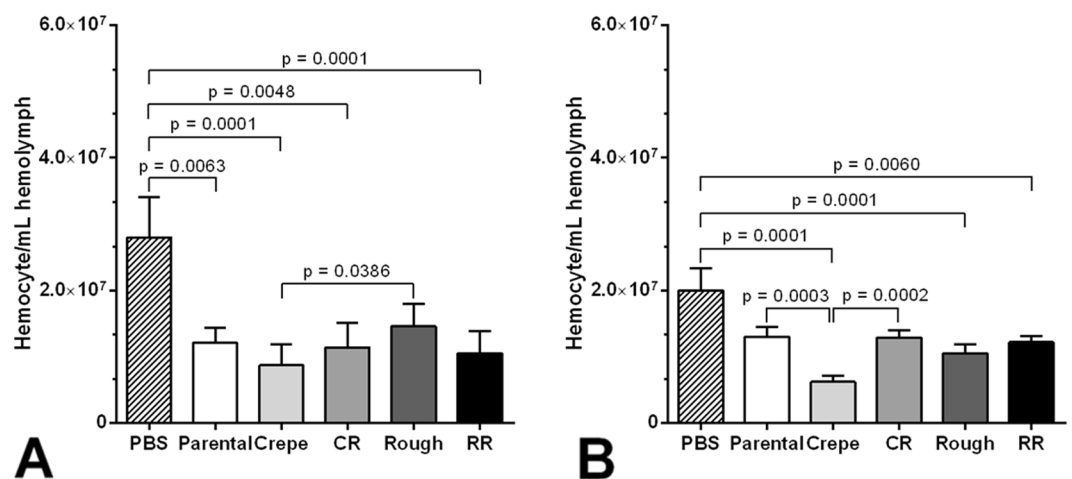 Hemocyte/mL hemolymph
6.0×10⁷
4.0×10⁷
2.0×10⁷
0
p = 0.0001
p = 0.0048
p = 0.0001
p = 0.0063
p = 0.0386
PBS Parental Crepe CR Rough RR
A
Hemocyte/mL hemolymph
6.0×10⁷
4.0×10⁷
2.0×10⁷
0
p = 0.0060
p = 0.0001
p = 0.0001
p = 0.0003 p = 0.0002
PBS Parental Crepe CR Rough RR
B